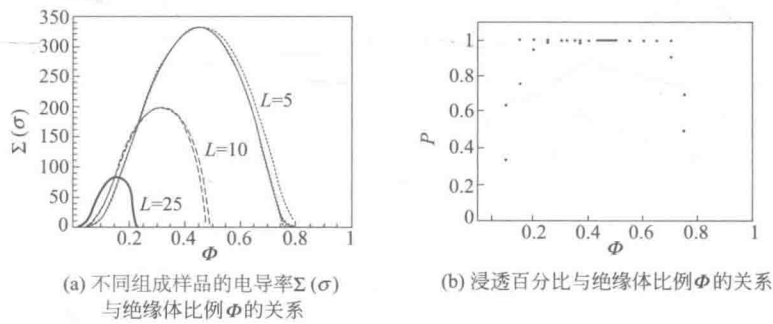 350
300
250
200
150
100
50
0
Σ(σ)
L=5
L=10
L=25
0.2 0.4 0.6 0.8 1
Φ
(a) 不同组成样品的电导率Σ(σ)
与绝缘体比例Φ的关系
1
0.8
0.6
0.4
0.2
0
P
0.2 0.4 0.6 0.8 1
Φ
(b) 浸透百分比与绝缘体比例Φ的关系